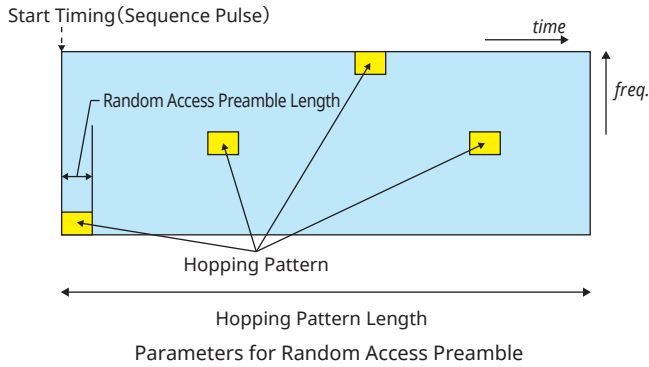 Start Timing(Sequence Pulse)
time
freq.
Random Access Preamble Length
Hopping Pattern
Hopping Pattern Length
Parameters for Random Access Preamble